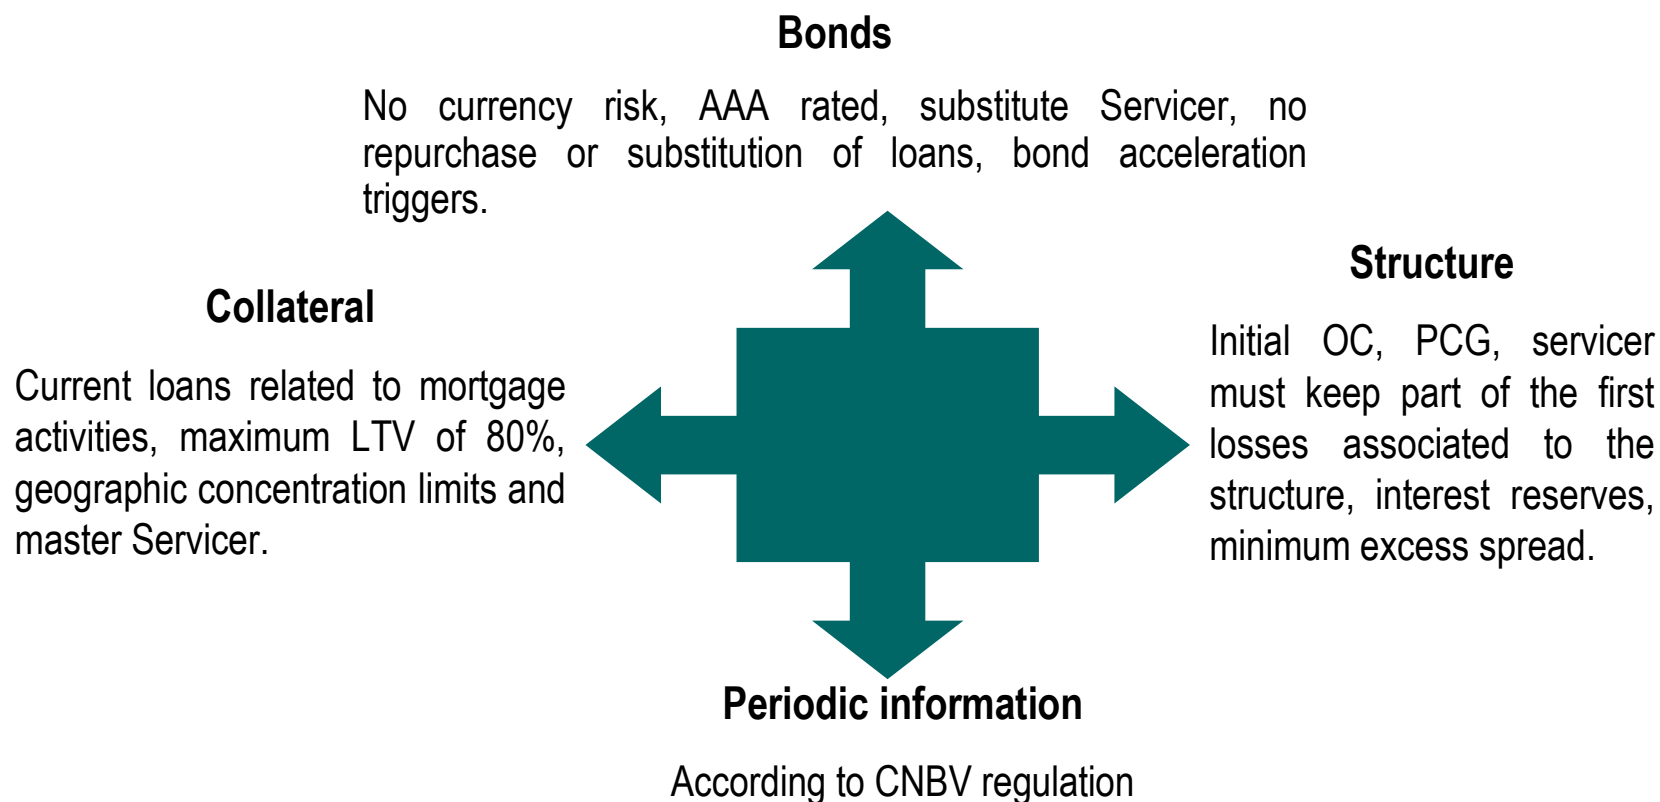 Bonds
No currency risk, AAA rated, substitute Servicer, no
repurchase or substitution of loans, bond acceleration
triggers.
Collateral
Current loans related to mortgage
activities, maximum LTV of 80%,
geographic concentration limits and
master Servicer.
Structure
Initial OC, PCG, servicer
must keep part of the first
losses associated to the
structure, interest reserves,
minimum excess spread.
Periodic information
According to CNBV regulation